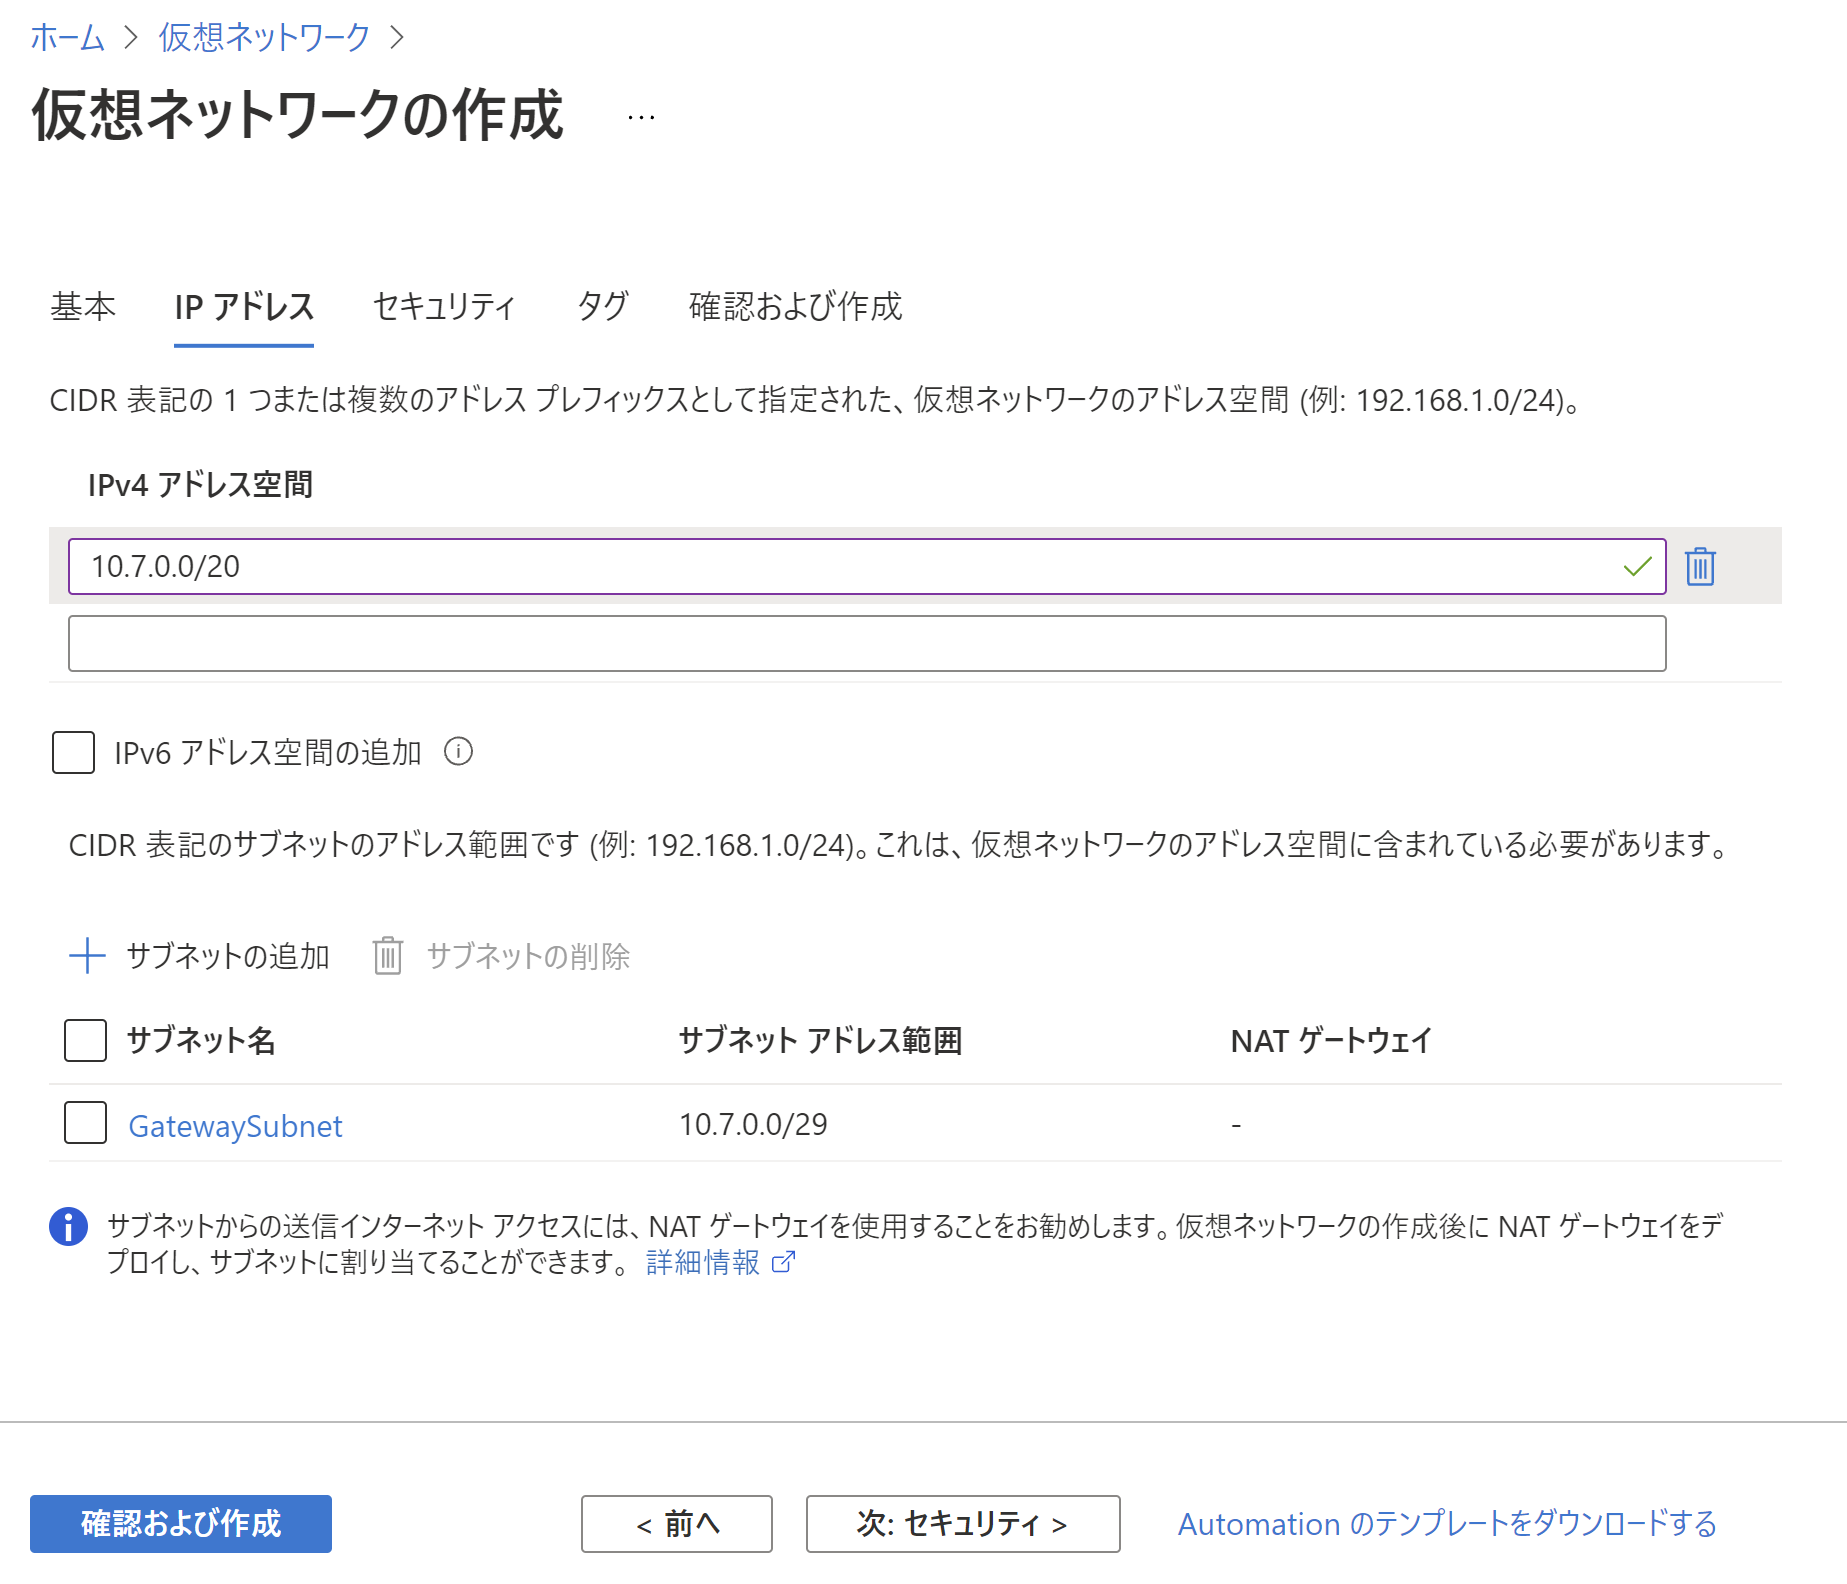 ホーム > 仮想ネットワーク >
仮想ネットワークの作成 …
基本 IP アドレス セキュリティ タグ 確認および作成
CIDR 表記の 1 つまたは複数のアドレス プレフィックスとして指定された、仮想ネットワークのアドレス空間 (例: 192.168.1.0/24)。
IPv4 アドレス空間
10.7.0.0/20
IPv6 アドレス空間の追加
CIDR 表記のサブネットのアドレス範囲です (例: 192.168.1.0/24)。これは、仮想ネットワークのアドレス空間に含まれている必要があります。
サブネットの追加 サブネットの削除
サブネット名 サブネット アドレス範囲 NAT ゲートウェイ
GatewaySubnet 10.7.0.0/29 -
サブネットからの送信インターネット アクセスには、NAT ゲートウェイを使用することをお勧めします。仮想ネットワークの作成後に NAT ゲートウェイをデ
プロイし、サブネットに割り当てることができます。 詳細情報
確認および作成 < 前へ 次: セキュリティ > Automation のテンプレートをダウンロードする